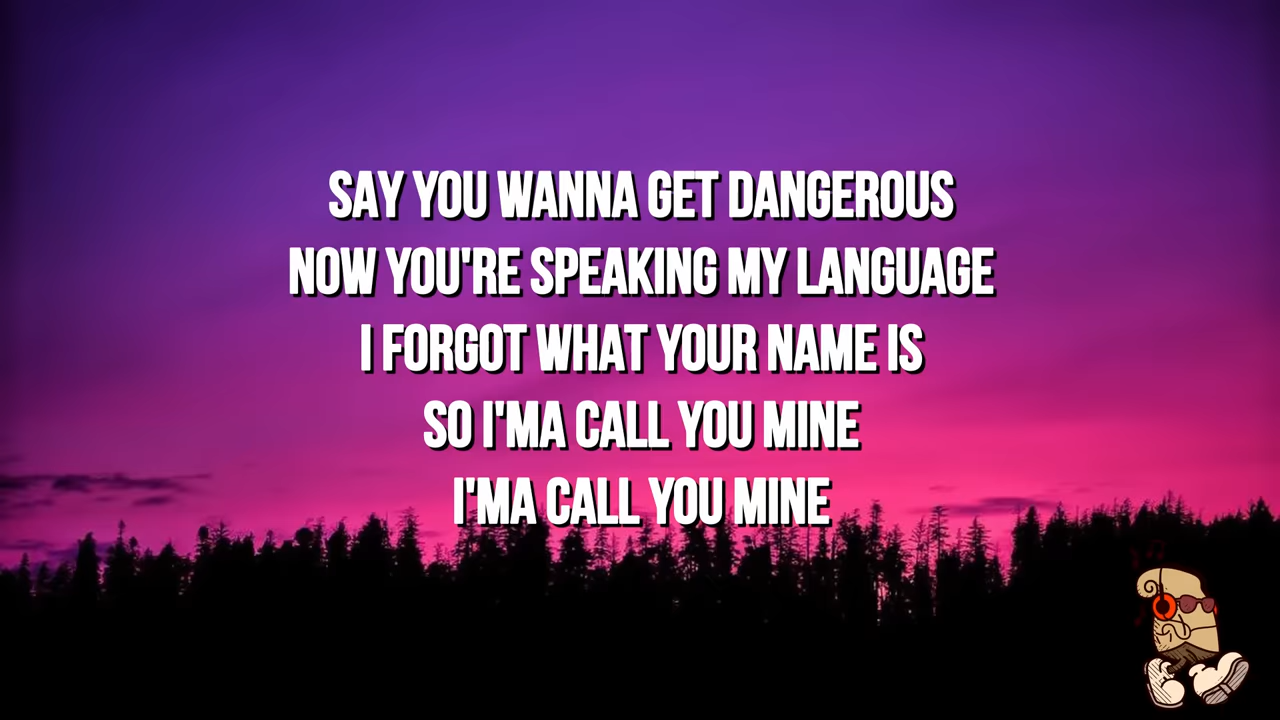 SAY YOU WANNA GET DANGEROUS
NOW YOU'RE SPEAKING MY LANGUAGE
I FORGOT WHAT YOUR NAME IS
SO I'MA CALL YOU MINE
I'MA CALL YOU MINE